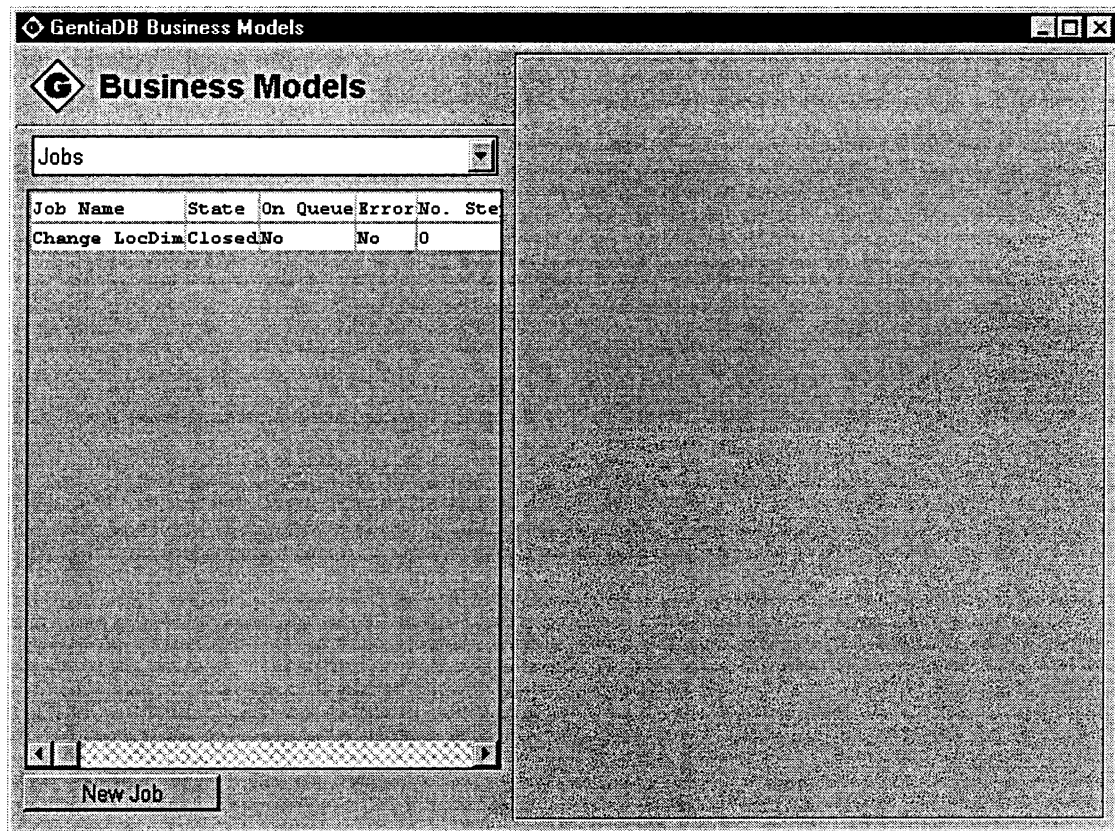 GentiaDB Business Models
G Business Models
Jobs
Job Name State On Queue Error No. Ste
Change LocDim Closed No No 0
New Job